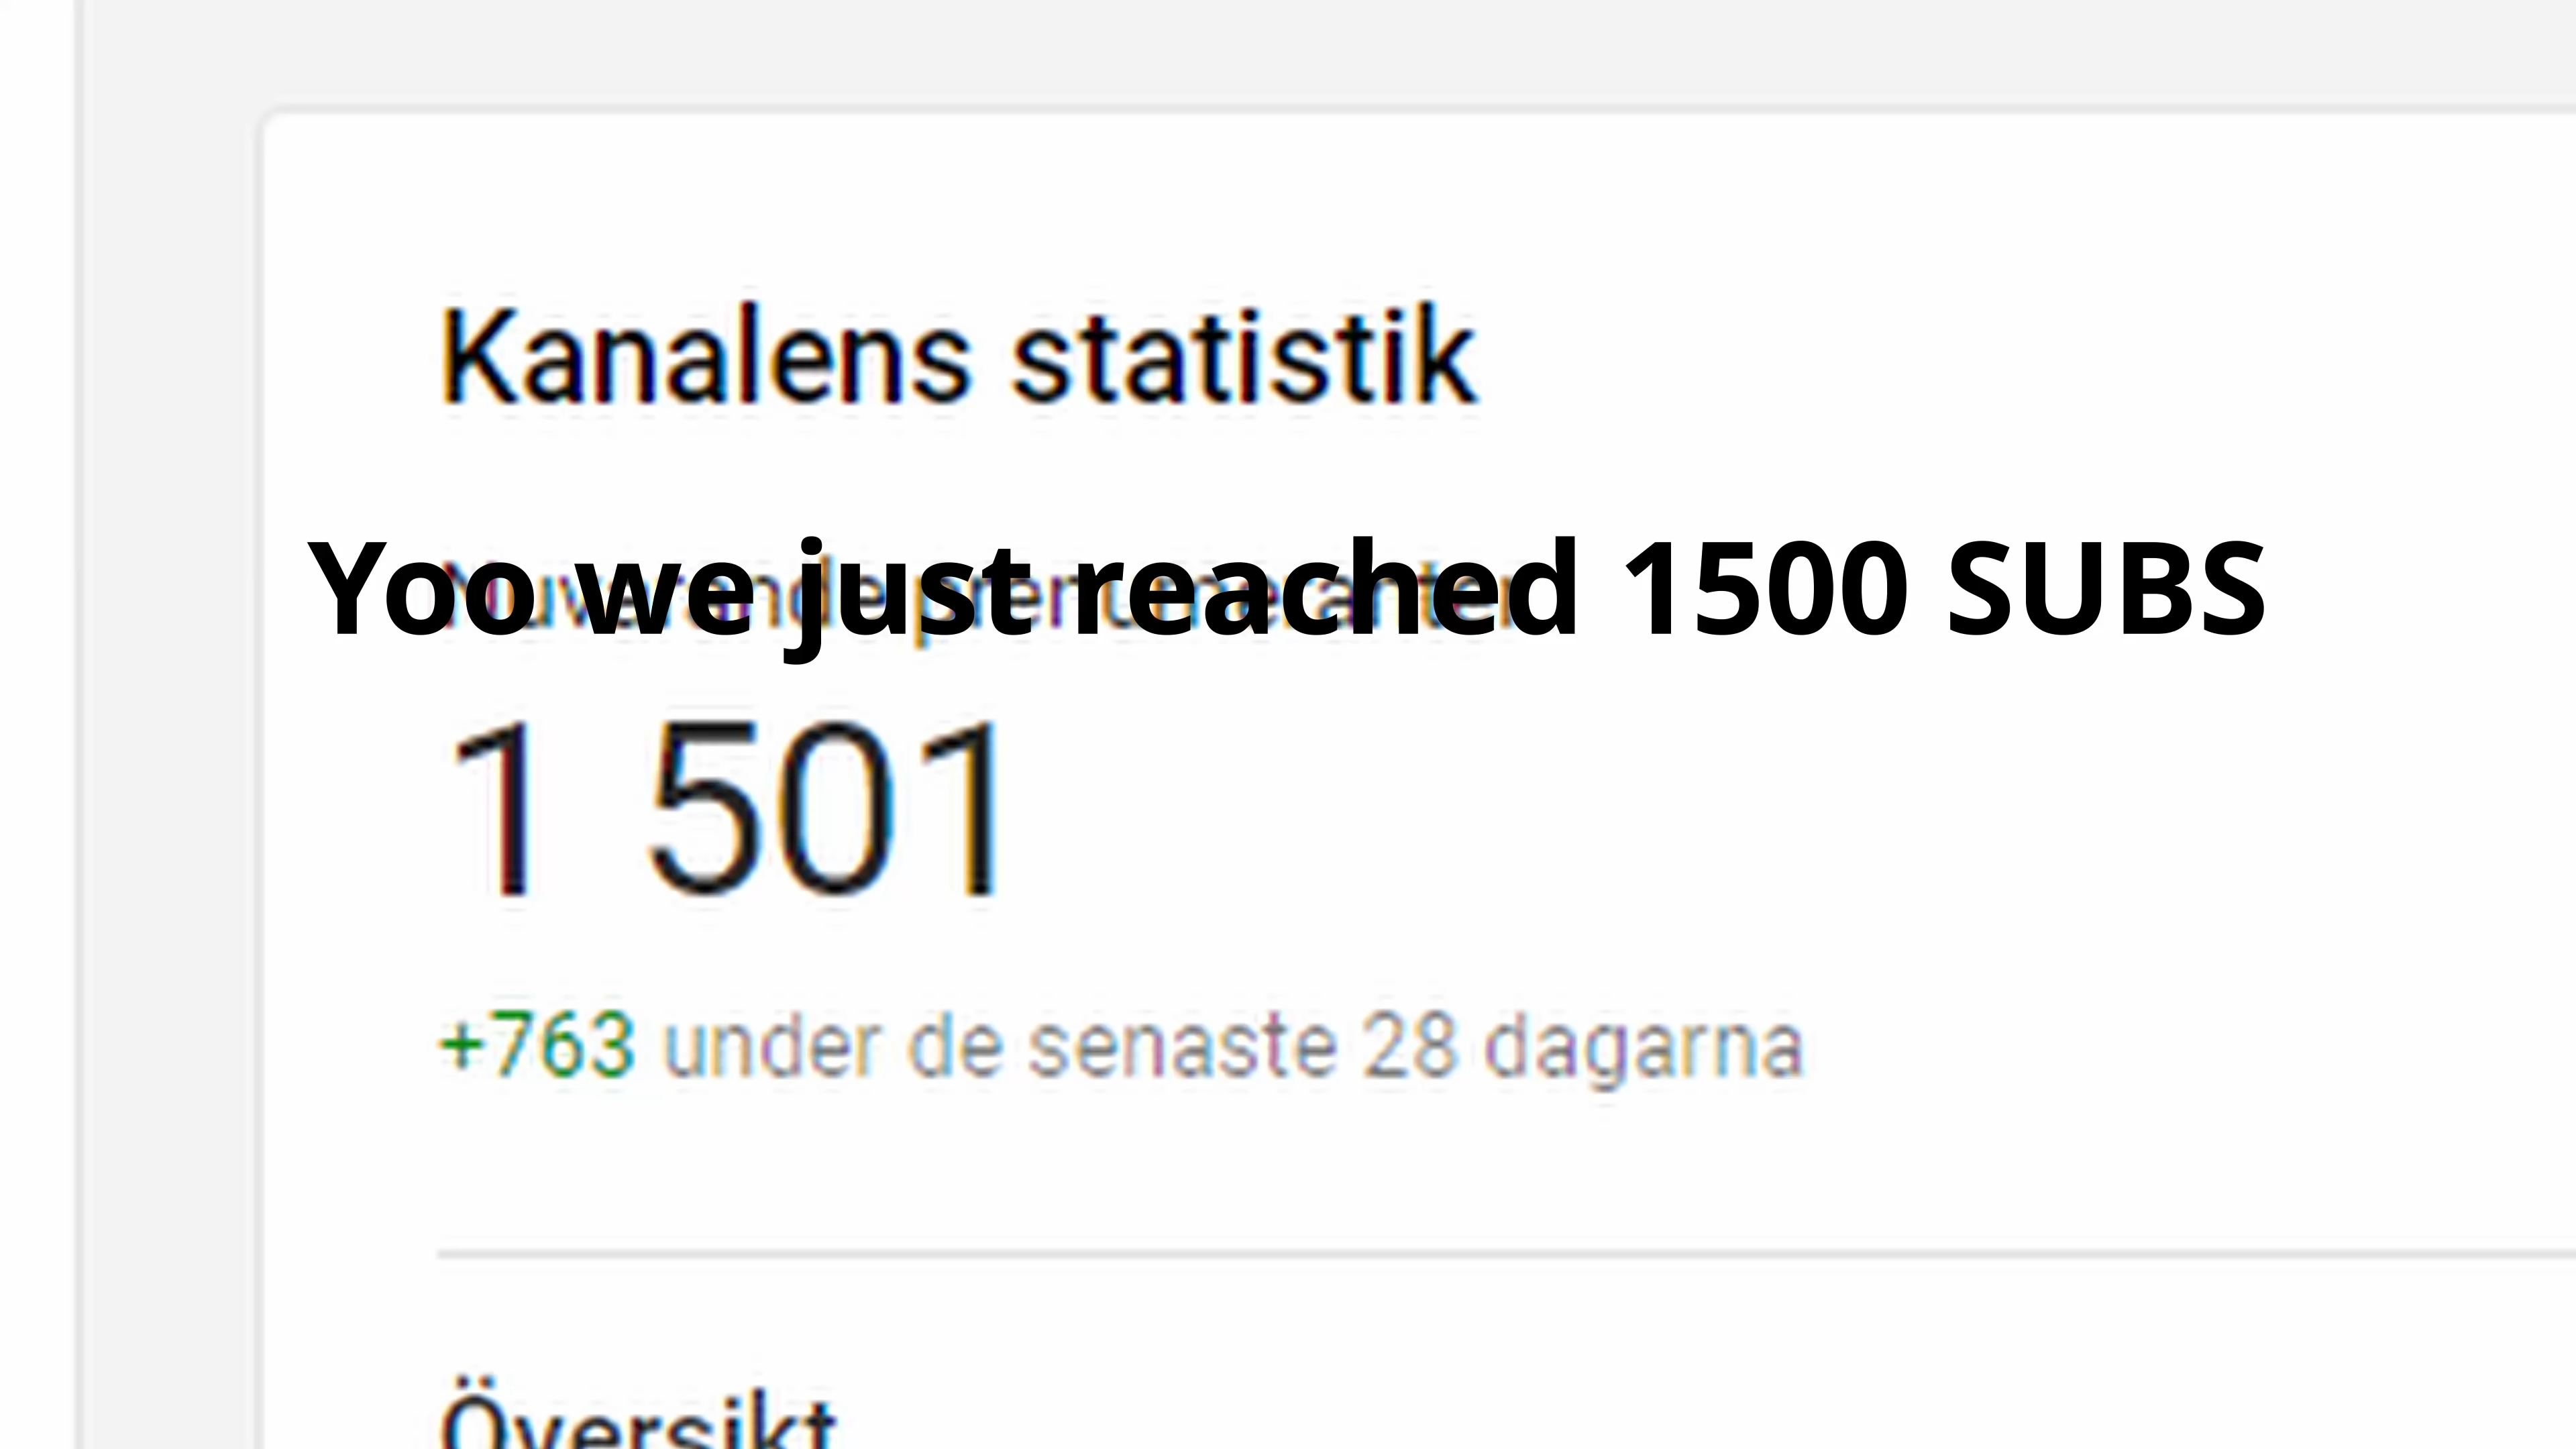 Kanalens statistik
Yoo we just reached 1500 SUBS
1 501
+763 under de senaste 28 dagarna
Översikt